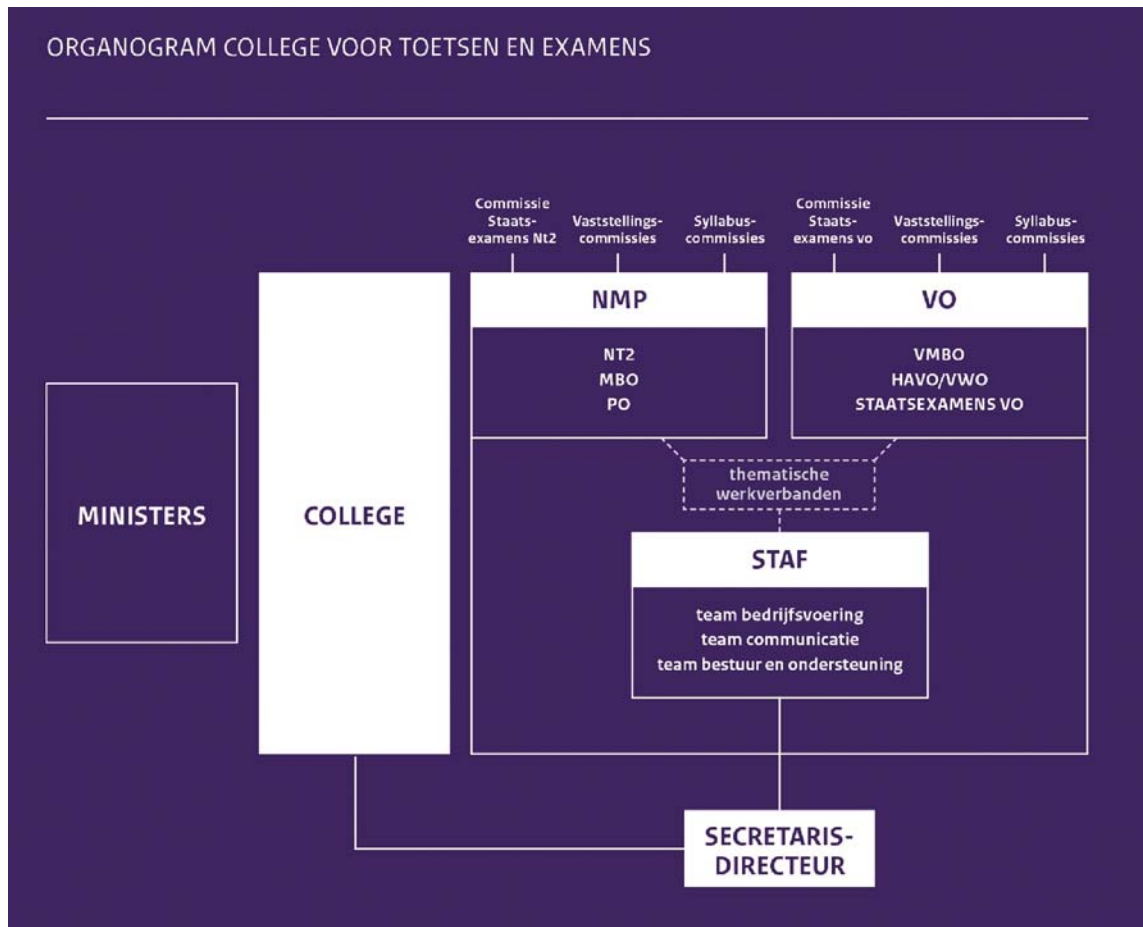 ORGANOGRAM COLLEGE VOOR TOETSEN EN EXAMENS
Commissie
Staats-
examens Nt2
Vaststellings-
commissies
Syllabus-
commissies
Commissie
Staats-
examens vo
Vaststellings-
commissies
Syllabus-
commissies
NMP
NT2
MBO
PO
VO
VMBO
HAVO/VWO
STAATSEXAMENS VO
MINISTERS
COLLEGE
thematische
werkverbanden
STAF
team bedrijfsvoering
team communicatie
team bestuur en ondersteuning
SECRETARIS-
DIRECTEUR